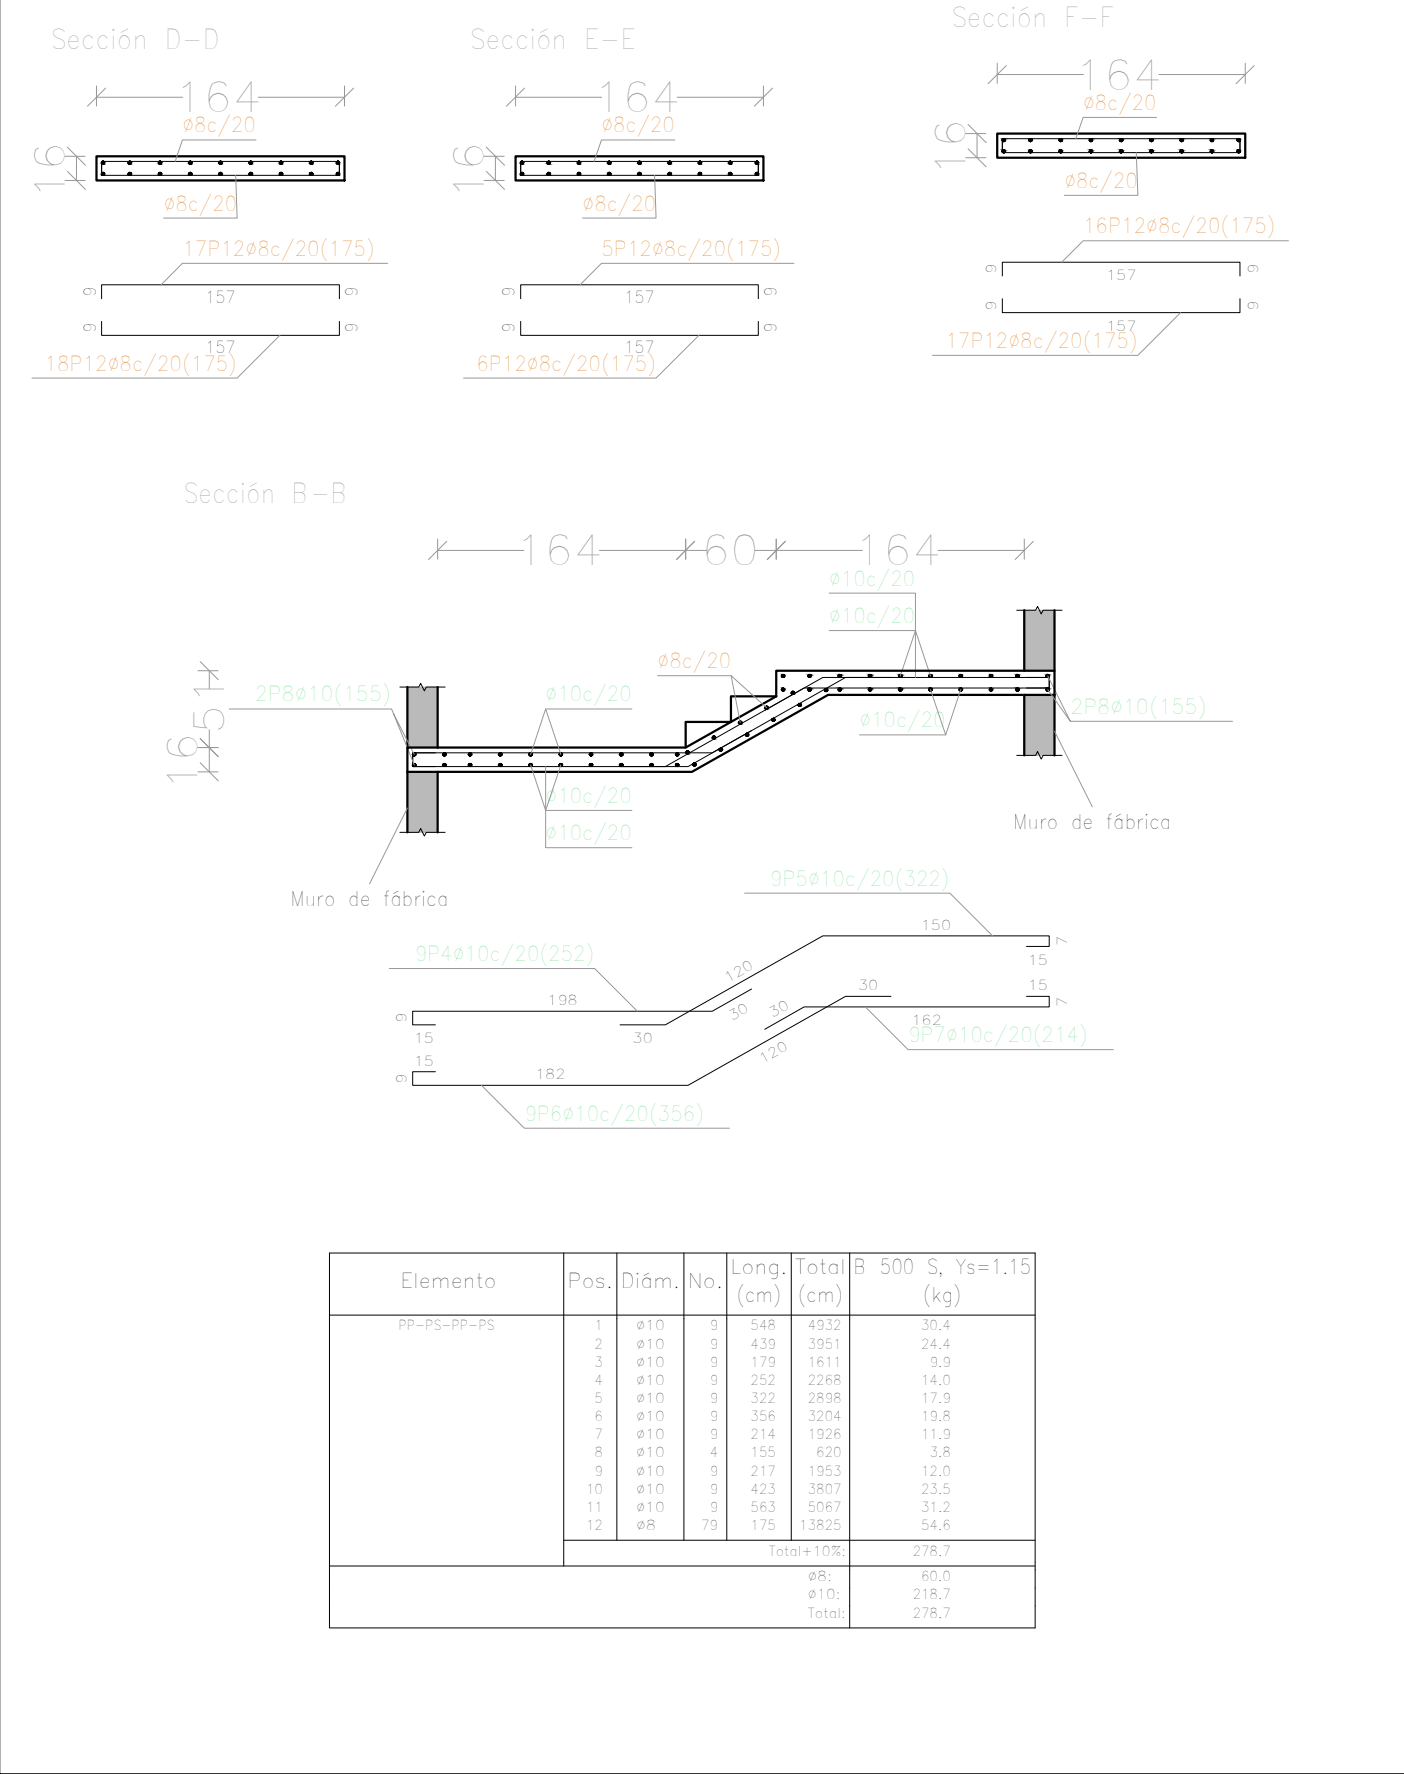 Sección D-D
164
ø8c/20
16
ø8c/20
17P12ø8c/20(175)
9
157
9
9
157
9
18P12ø8c/20(175)
Sección E-E
164
ø8c/20
16
ø8c/20
5P12ø8c/20(175)
9
157
9
9
157
9
6P12ø8c/20(175)
Sección F-F
164
ø8c/20
16
ø8c/20
16P12ø8c/20(175)
9
157
9
9
157
9
17P12ø8c/20(175)
Sección B-B
164
60
164
ø10c/20
ø10c/20
ø8c/20
51
16
2P8ø10(155)
ø10c/20
ø10c/20
2P8ø10(155)
ø10c/20
ø10c/20
Muro de fábrica
Muro de fábrica
9P5ø10c/20(322)
150
7
15
120
9P4ø10c/20(252)
198
30
9
15
30
30
30
15
7
162
9P7ø10c/20(214)
15
9
182
120
9P6ø10c/20(356)
Elemento Pos. Diám. No. Long. (cm) Total (cm) B 500 S, Ys=1.15 (kg)
PP-PS-PP-PS 1 ø10 9 548 4932 30.4
2 ø10 9 439 3951 24.4
3 ø10 9 179 1611 9.9
4 ø10 9 252 2268 14.0
5 ø10 9 322 2898 17.9
6 ø10 9 356 3204 19.8
7 ø10 9 214 1926 11.9
8 ø10 4 155 620 3.8
9 ø10 9 217 1953 12.0
10 ø10 9 423 3807 23.5
11 ø10 9 563 5067 31.2
12 ø8 79 175 13825 54.6
Total+10%: 278.7
ø8: 60.0
ø10: 218.7
Total: 278.7